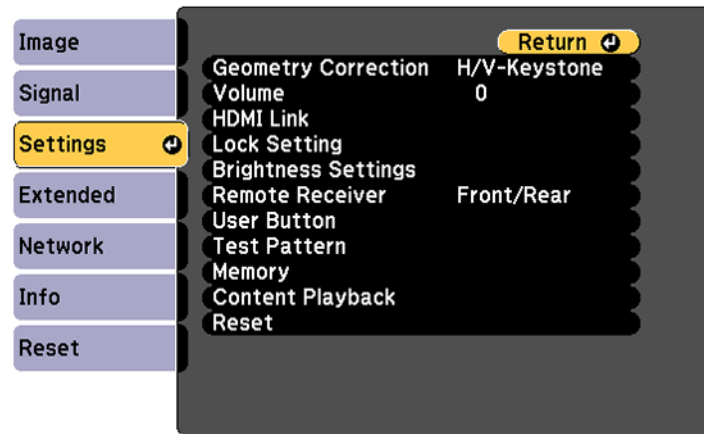 Image
Signal
Settings
Extended
Network
Info
Reset
Return
Geometry Correction H/V-Keystone
Volume 0
HDMI Link
Lock Setting
Brightness Settings
Remote Receiver Front/Rear
User Button
Test Pattern
Memory
Content Playback
Reset